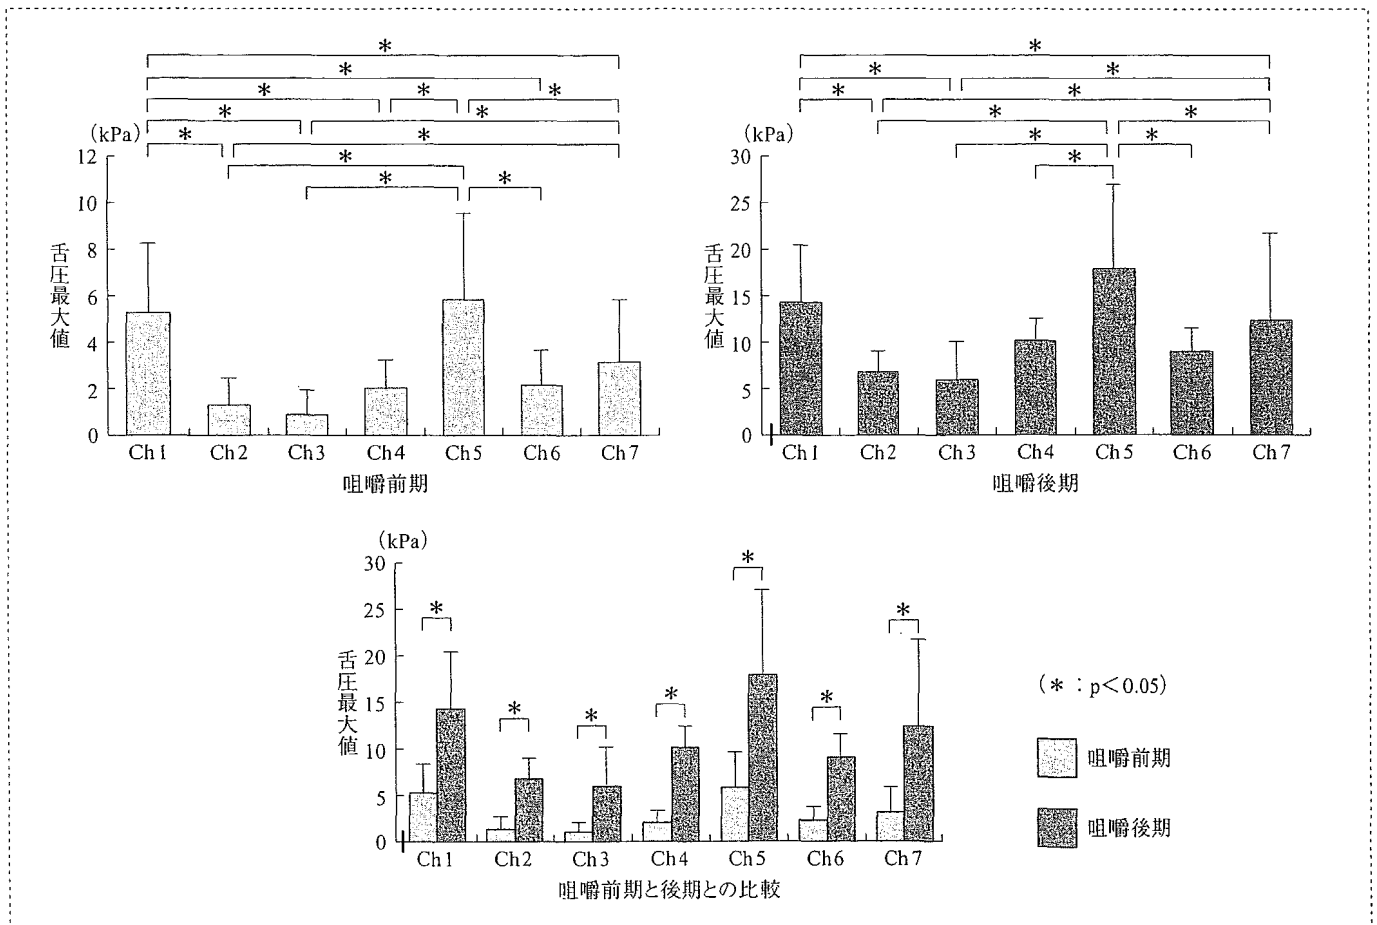 * *
* *
* * * * * *
* * * *
(kPa) * * (kPa) * *
12 * 30 *
10 * * 25
8 20
6 15
4 10
2 5
0 0
舌圧最大値 舌圧最大値
Ch1 Ch2 Ch3 Ch4 Ch5 Ch6 Ch7 Ch1 Ch2 Ch3 Ch4 Ch5 Ch6 Ch7
咀嚼前期 咀嚼後期
(kPa)
30 *
25 * *
20
15 * * * *
10
5
0
舌圧最大値
Ch1 Ch2 Ch3 Ch4 Ch5 Ch6 Ch7
咀嚼前期と後期との比較
(*:p<0.05)
咀嚼前期
咀嚼後期